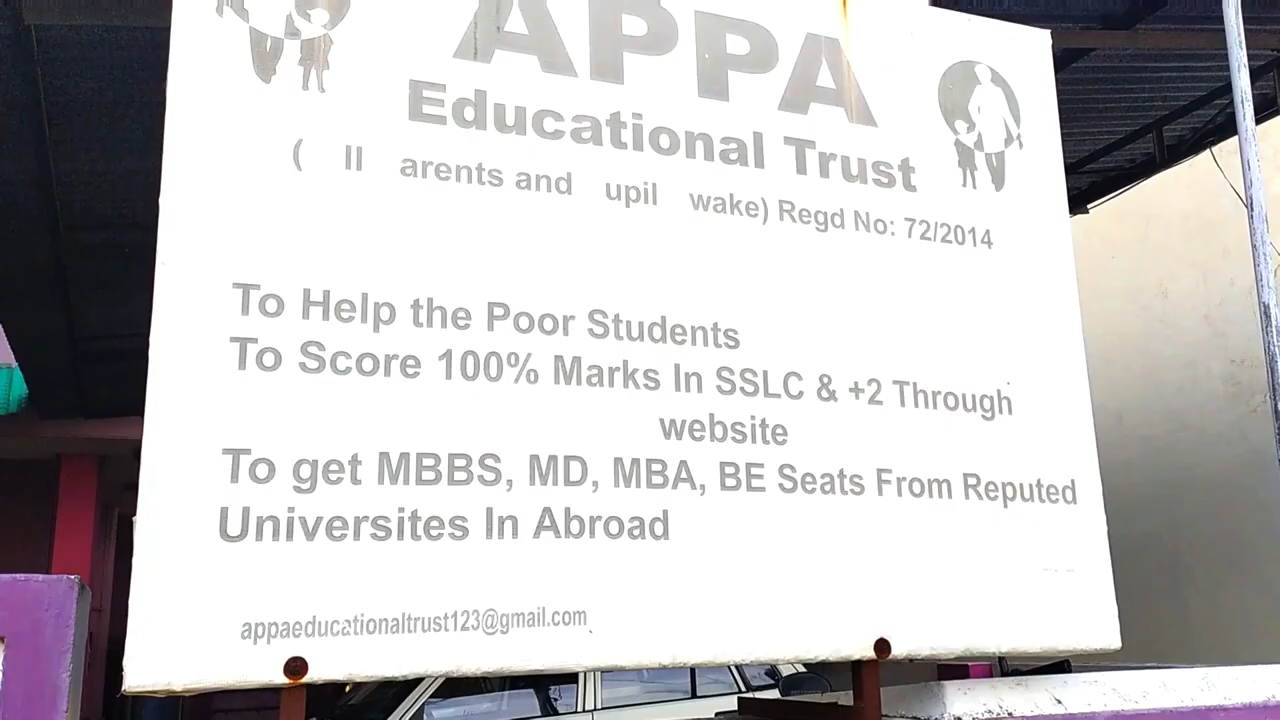 APPA
Educational Trust
( ll arents and upil wake) Regd No: 72/2014
To Help the Poor Students
To Score 100% Marks In SSLC & +2 Through
website
To get MBBS, MD, MBA, BE Seats From Reputed
Universites In Abroad
appaeducationaltrust123@gmail.com